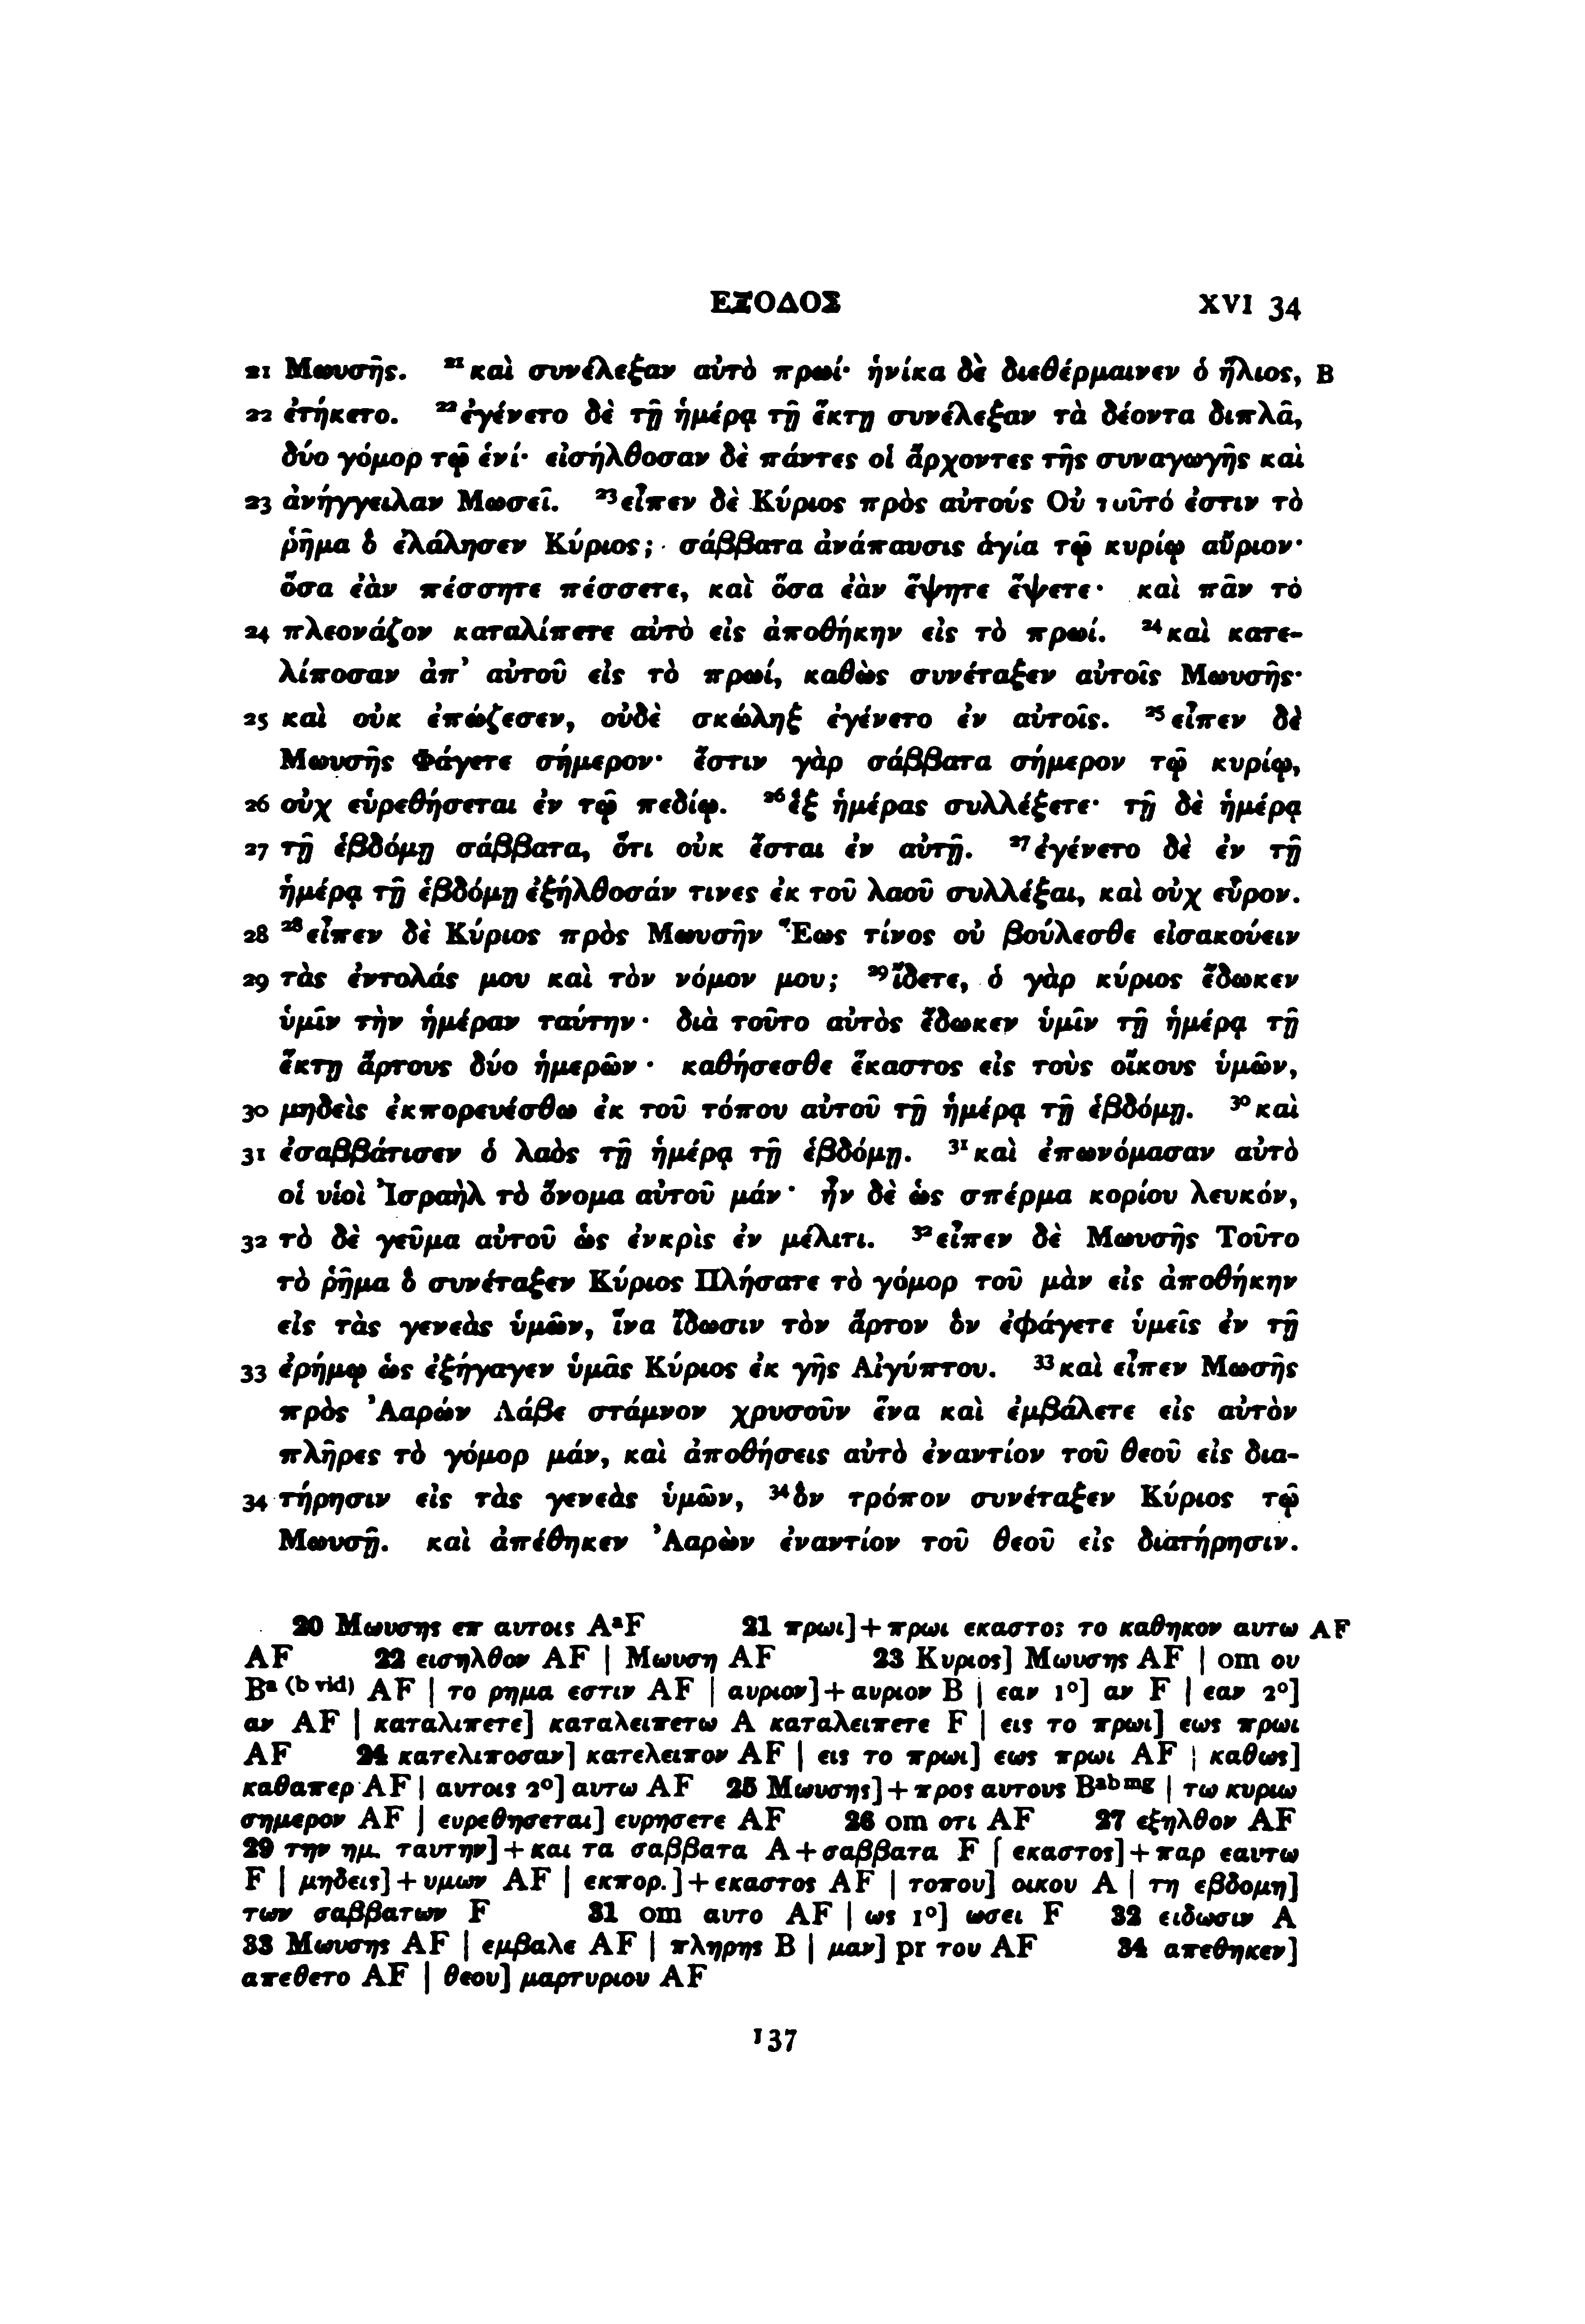 ΕΞΟΔΟΣ XVI 34
21 Μωυσῆς. ²¹καὶ συνέλεξαν αὐτὸ πρωί· ἡνίκα δὲ διεθέρμαινεν ὁ ἥλιος, B
22 ἐτήκετο. ²²ἐγένετο δὲ τῇ ἡμέρᾳ τῇ ἕκτῃ συνέλεξαν τὰ δέοντα διπλᾶ,
δύο γόμορ τῷ ἑνί· εἰσήλθοσαν δὲ πάντες οἱ ἄρχοντες τῆς συναγωγῆς καὶ
23 ἀνήγγειλαν Μωσεῖ. ²³εἶπεν δὲ Κύριος πρὸς αὐτούς Οὐ τοῦτό ἐστιν τὸ
ῥῆμα ὃ ἐλάλησεν Κύριος; σάββατα ἀνάπαυσις ἁγία τῷ κυρίῳ αὔριον·
ὅσα ἐὰν πέσσητε πέσσετε, καὶ ὅσα ἐὰν ἕψητε ἕψετε· καὶ πᾶν τὸ
24 πλεονάζον καταλίπετε αὐτὸ εἰς ἀποθήκην εἰς τὸ πρωί. ²⁴καὶ κατε-
λίποσαν ἀπ’ αὐτοῦ εἰς τὸ πρωί, καθὼς συνέταξεν αὐτοῖς Μωυσῆς·
25 καὶ οὐκ ἐπώζεσεν, οὐδὲ σκώληξ ἐγένετο ἐν αὐτοῖς. ²⁵εἶπεν δὲ
Μωυσῆς Φάγετε σήμερον· ἔστιν γὰρ σάββατα σήμερον τῷ κυρίῳ,
26 οὐχ εὑρεθήσεται ἐν τῷ πεδίῳ. ²⁶ἓξ ἡμέρας συλλέξετε· τῇ δὲ ἡμέρᾳ
27 τῇ ἑβδόμῃ σάββατα, ὅτι οὐκ ἔσται ἐν αὐτῇ. ²⁷ἐγένετο δὲ ἐν τῇ
ἡμέρᾳ τῇ ἑβδόμῃ ἐξήλθοσάν τινες ἐκ τοῦ λαοῦ συλλέξαι, καὶ οὐχ εὗρον.
28 ²⁸εἶπεν δὲ Κύριος πρὸς Μωυσῆν Ἕως τίνος οὐ βούλεσθε εἰσακούειν
29 τὰς ἐντολάς μου καὶ τὸν νόμον μου; ²⁹ἴδετε, ὁ γὰρ κύριος ἔδωκεν
ὑμῖν τὴν ἡμέραν ταύτην· διὰ τοῦτο αὐτὸς ἔδωκεν ὑμῖν τῇ ἡμέρᾳ τῇ
ἕκτῃ ἄρτους δύο ἡμερῶν· καθήσεσθε ἕκαστος εἰς τοὺς οἴκους ὑμῶν,
30 μηδεὶς ἐκπορευέσθω ἐκ τοῦ τόπου αὐτοῦ τῇ ἡμέρᾳ τῇ ἑβδόμῃ. ³⁰καὶ
31 ἐσαββάτισεν ὁ λαὸς τῇ ἡμέρᾳ τῇ ἑβδόμῃ. ³¹καὶ ἐπωνόμασαν αὐτὸ
οἱ υἱοὶ Ἰσραὴλ τὸ ὄνομα αὐτοῦ μάν· ἦν δὲ ὡς σπέρμα κορίου λευκόν,
32 τὸ δὲ γεῦμα αὐτοῦ ὡς ἐνκρὶς ἐν μέλιτι. ³²εἶπεν δὲ Μωυσῆς Τοῦτο
τὸ ῥῆμα ὃ συνέταξεν Κύριος Πλήσατε τὸ γόμορ τοῦ μὰν εἰς ἀποθήκην
εἰς τὰς γενεὰς ὑμῶν, ἵνα ἴδωσιν τὸν ἄρτον ὃν ἐφάγετε ὑμεῖς ἐν τῇ
33 ἐρήμῳ ὡς ἐξήγαγεν ὑμᾶς Κύριος ἐκ γῆς Αἰγύπτου. ³³καὶ εἶπεν Μωσῆς
πρὸς Ἀαρών Λάβε στάμνον χρυσοῦν ἕνα καὶ ἐμβάλετε εἰς αὐτὸν
πλῆρες τὸ γόμορ μάν, καὶ ἀποθήσεις αὐτὸ ἐναντίον τοῦ θεοῦ εἰς δια-
34 τήρησιν εἰς τὰς γενεὰς ὑμῶν, ³⁴ὃν τρόπον συνέταξεν Κύριος τῷ
Μωυσῇ. καὶ ἀπέθηκεν Ἀαρὼν ἐναντίον τοῦ θεοῦ εἰς διατήρησιν.
20 Μωυσης επ αυτοις AᵃF 21 πρωι]+πρωι εκαστος το καθηκον αυτω AF
AF 22 εισηλθον AF | Μωυση AF 23 Κυριος] Μωυσης AF | om ου
Bᵃ ⁽ᵇ ᵛⁱᵈ⁾ AF | το ρημα εστιν AF | αυριον]+αυριον B | εαν 1°] αν F | εαν 2°]
αν AF | καταλιπετε] καταλειπετω A καταλειπετε F | εις το πρωι] εως πρωι
AF 24 κατελιποσαν] κατελειπον AF | εις το πρωι] εως πρωι AF | καθως]
καθαπερ AF | αυτοις 2°] αυτω AF 25 Μωυσης]+προς αυτους Bᵃᵇᵐᵍ | τω κυριω
σημερον AF | ευρεθησεται] ευρησετε AF 26 om οτι AF 27 εξηλθον AF
29 την ημ. ταυτην]+και τα σαββατα A+σαββατα F | εκαστος]+παρ εαυτω
F | μηδεις]+υμων AF | εκπορ.]+εκαστος AF | τοπου] οικου A | τη εβδομη]
των σαββατων F 31 om αυτο AF | ως 1°] ωσει F 32 ειδωσιν A
33 Μωυσης AF | εμβαλε AF | πληρης B | μαν] pr του AF 34 απεθηκεν]
απεθετο AF | θεου] μαρτυριου AF
137